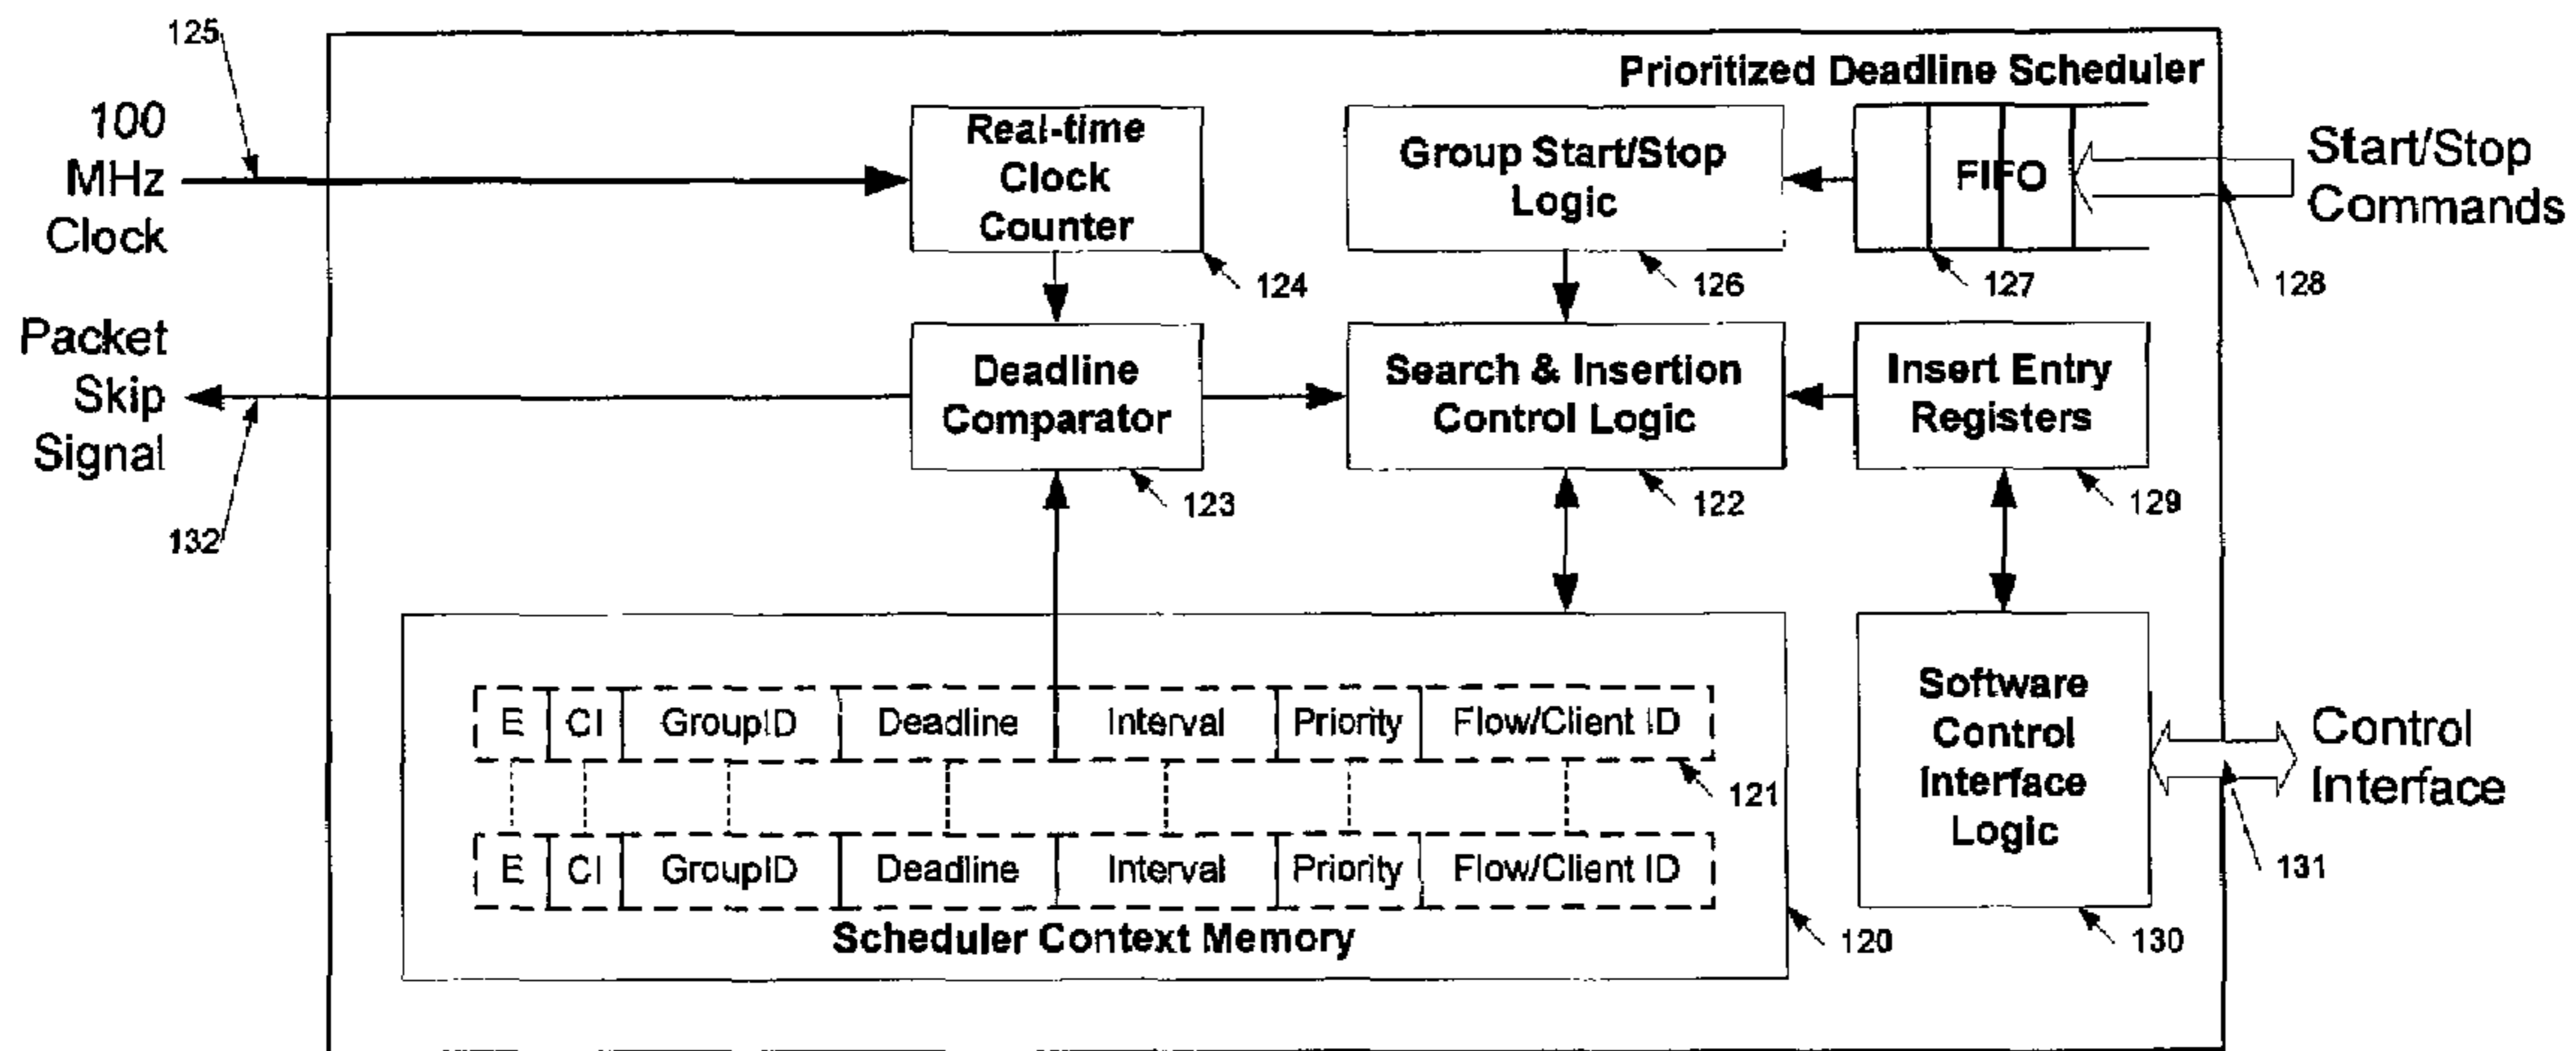 125
Prioritized Deadline Scheduler
100
MHz
Clock
Real-time
Clock
Counter
124
Group Start/Stop
Logic
126
FIFO
127
Start/Stop
Commands
128
Packet
Skip
Signal
132
Deadline
Comparator
123
Search & Insertion
Control Logic
122
Insert Entry
Registers
129
E CI GroupID Deadline Interval Priority Flow/Client ID
121
E CI GroupID Deadline Interval Priority Flow/Client ID
Scheduler Context Memory
120
Software
Control
Interface
Logic
130
Control
Interface
131